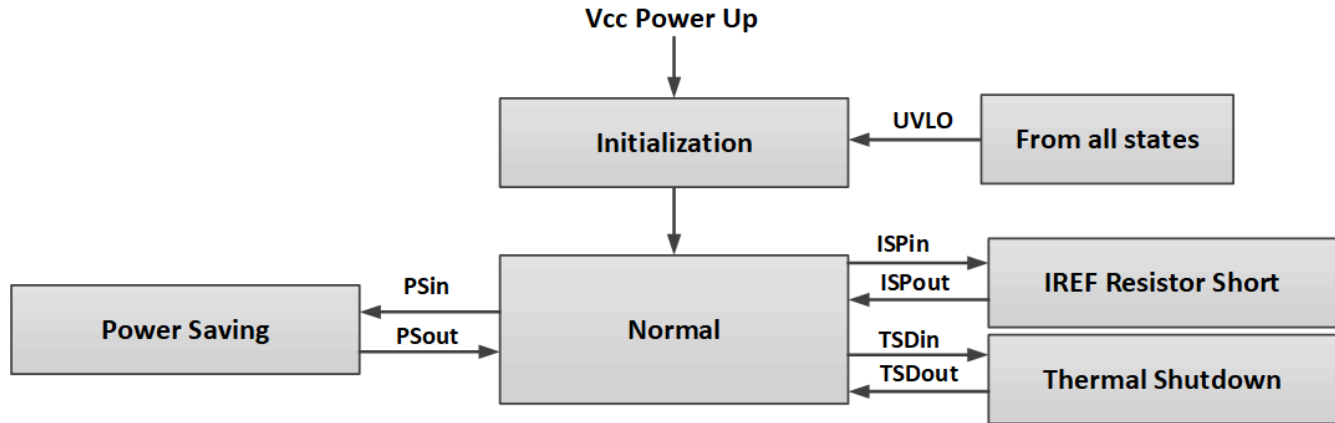 Vcc Power Up
Initialization
UVLO
From all states
ISPin
ISPout
IREF Resistor Short
PSin
PSout
Power Saving
Normal
TSDin
TSDout
Thermal Shutdown